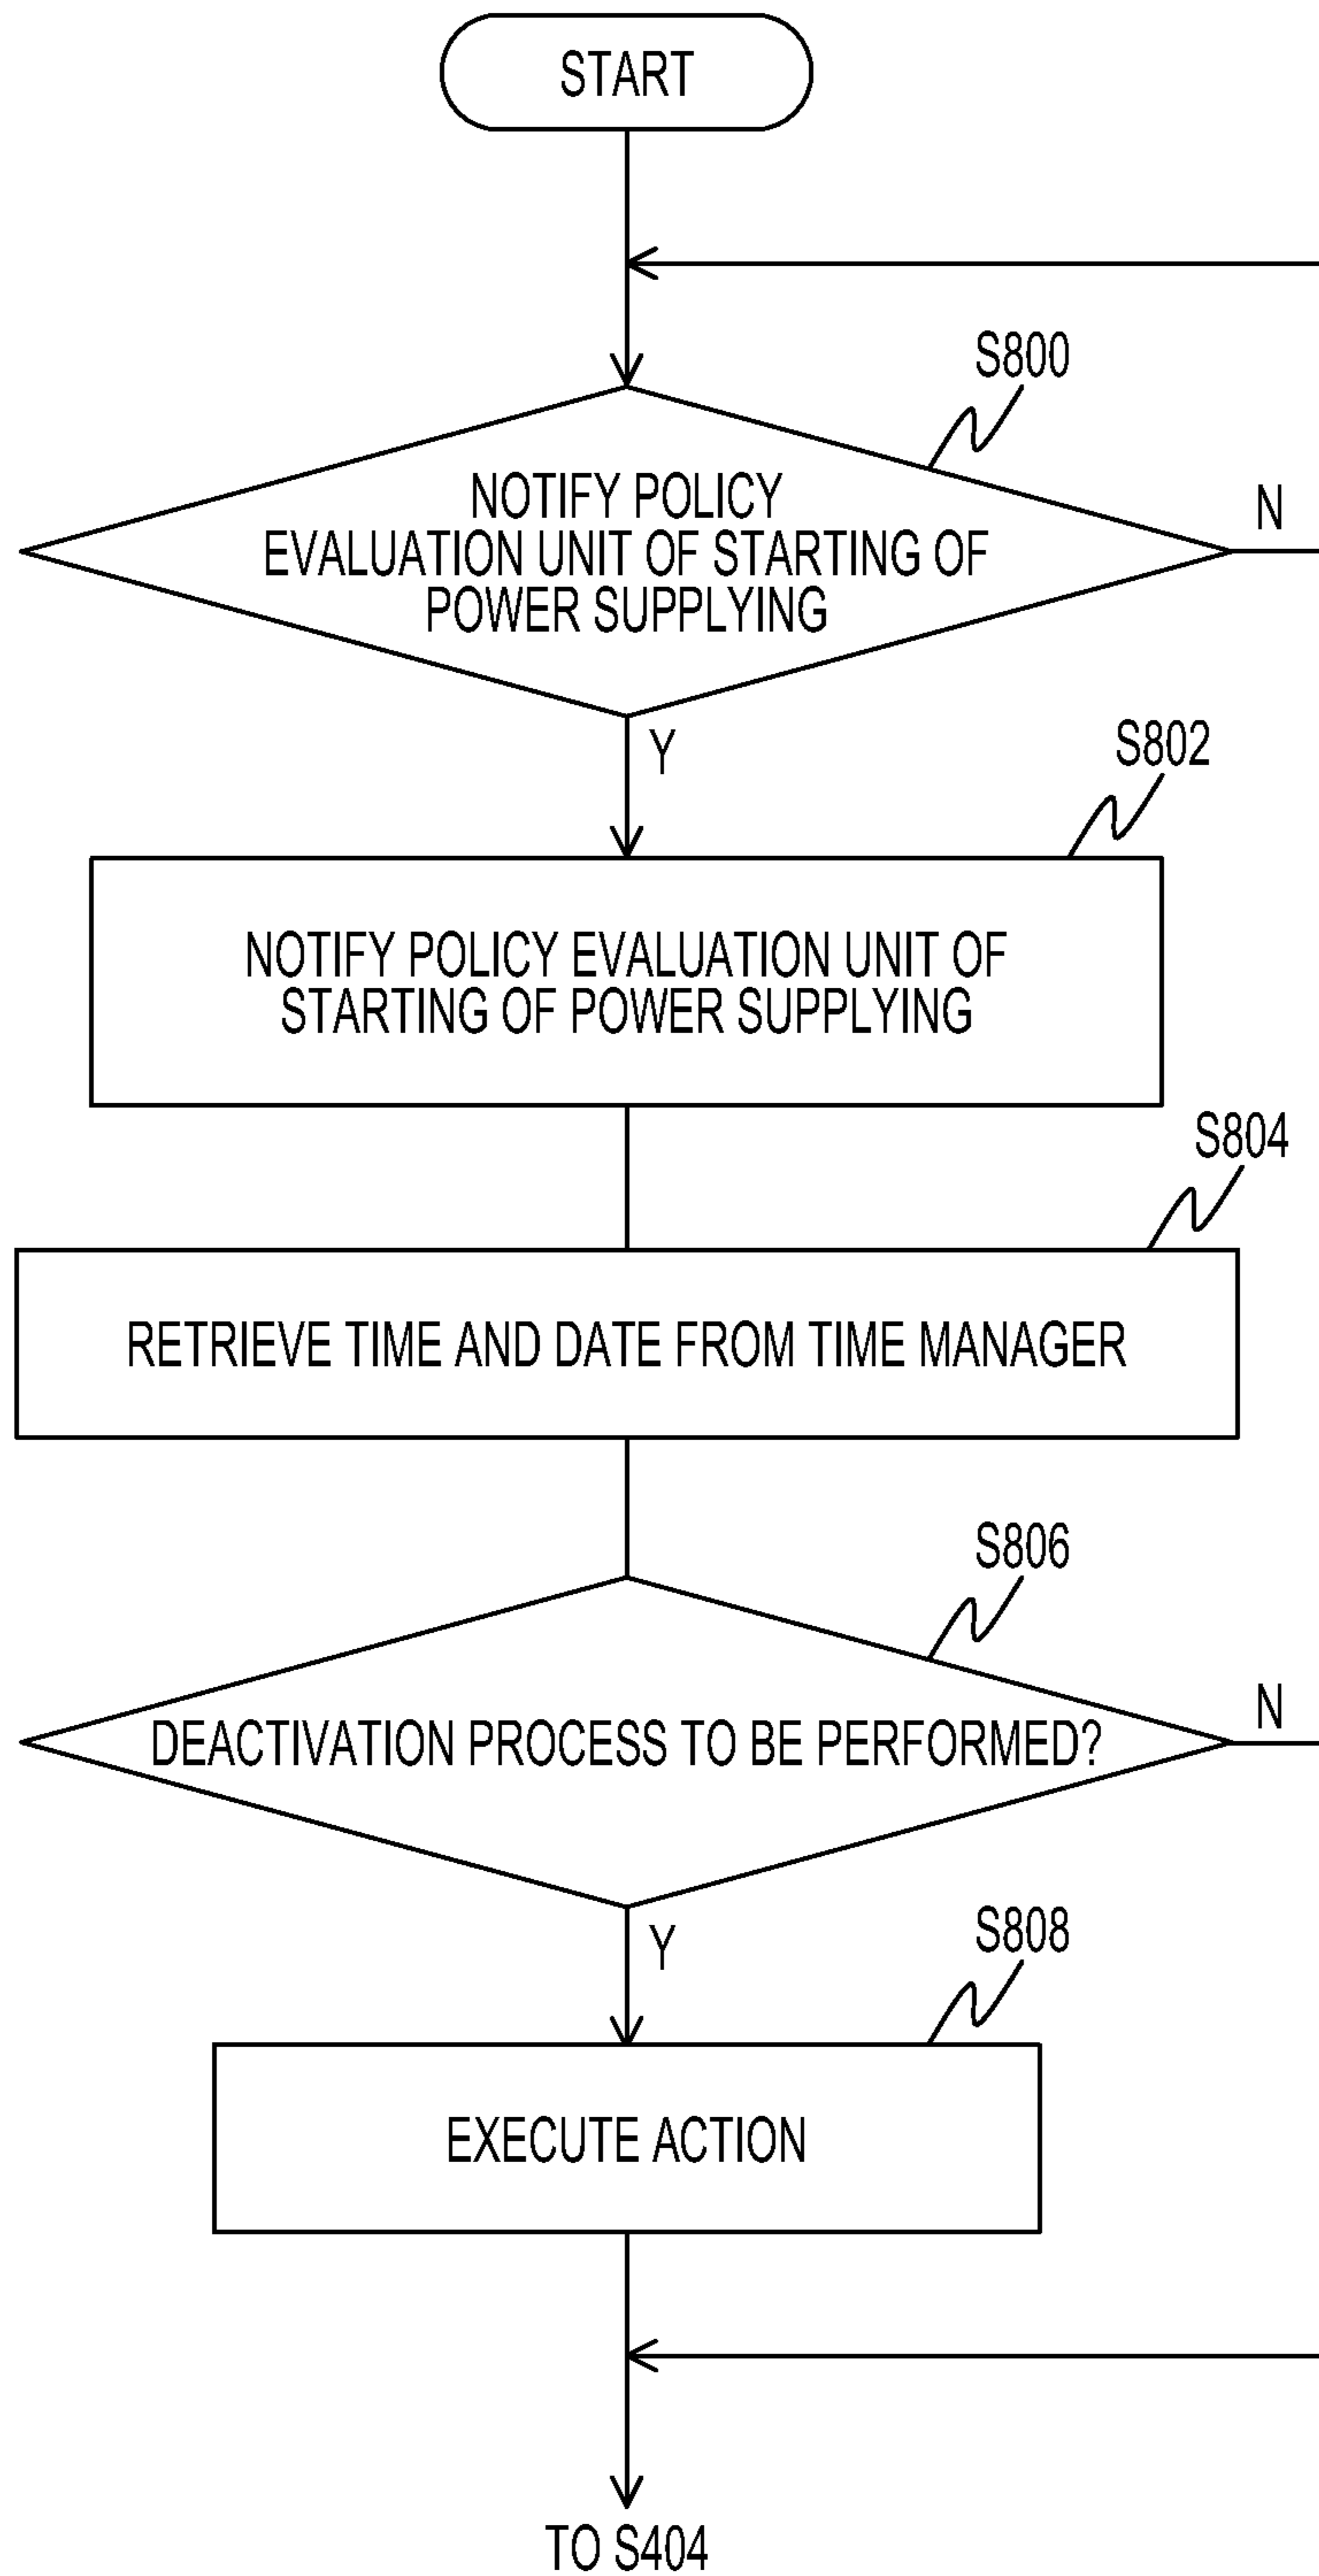 START
S800
NOTIFY POLICY
EVALUATION UNIT OF STARTING OF
POWER SUPPLYING
N
Y
S802
NOTIFY POLICY EVALUATION UNIT OF
STARTING OF POWER SUPPLYING
S804
RETRIEVE TIME AND DATE FROM TIME MANAGER
S806
DEACTIVATION PROCESS TO BE PERFORMED?
N
Y
S808
EXECUTE ACTION
TO S404